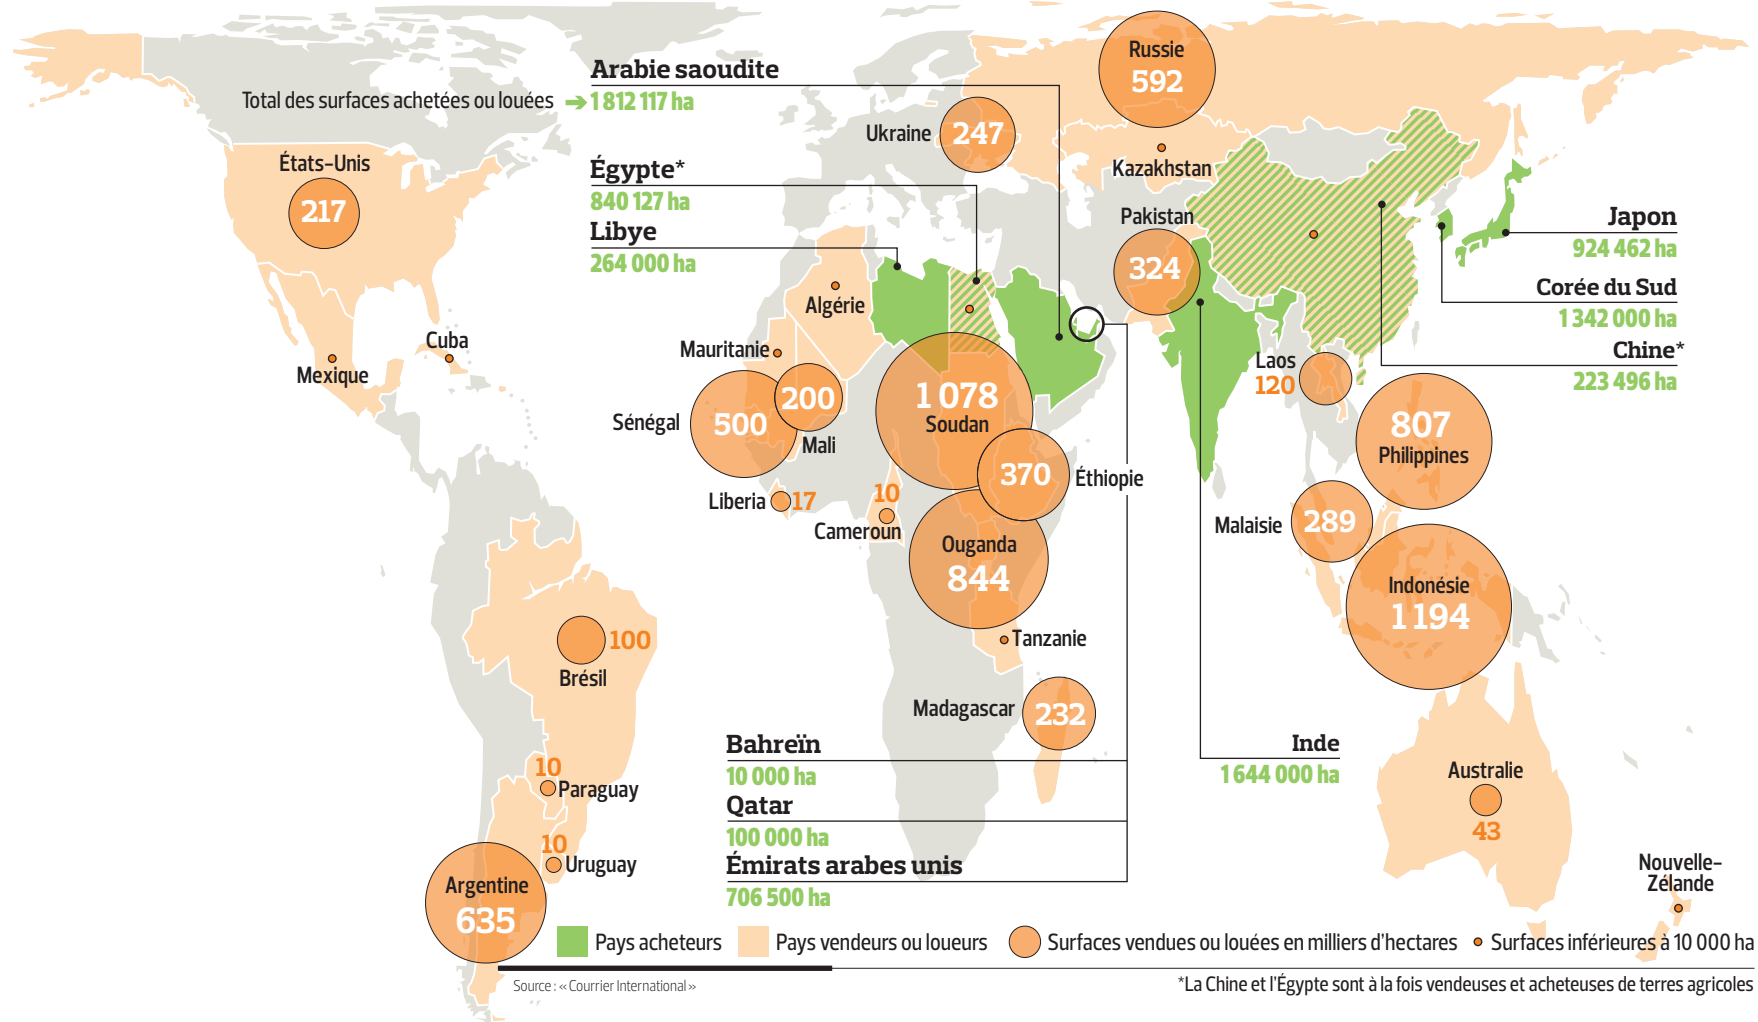 Arabie saoudite
Total des surfaces achetées ou louées ➔ 1 812 117 ha
Égypte*
840 127 ha
Libye
264 000 ha
Russie
592
Ukraine 247
Kazakhstan
États-Unis
217
Pakistan
324
Japon
924 462 ha
Corée du Sud
1 342 000 ha
Chine*
223 496 ha
Algérie
Cuba
Mexique
Mauritanie
Laos
120
200
Mali
Sénégal 500
1 078
Soudan
807
Philippines
370 Éthiopie
Liberia 17
10
Cameroun
Malaisie 289
Ouganda
844
Indonésie
1 194
Tanzanie
100
Brésil
Madagascar 232
Bahreïn
10 000 ha
Qatar
100 000 ha
Émirats arabes unis
706 500 ha
Inde
1 644 000 ha
Australie
43
10
Paraguay
10
Uruguay
Argentine
635
Nouvelle-
Zélande
Pays acheteurs
Pays vendeurs ou loueurs
Surfaces vendues ou louées en milliers d'hectares
Surfaces inférieures à 10 000 ha
Source : « Courrier International »
*La Chine et l'Égypte sont à la fois vendeuses et acheteuses de terres agricoles